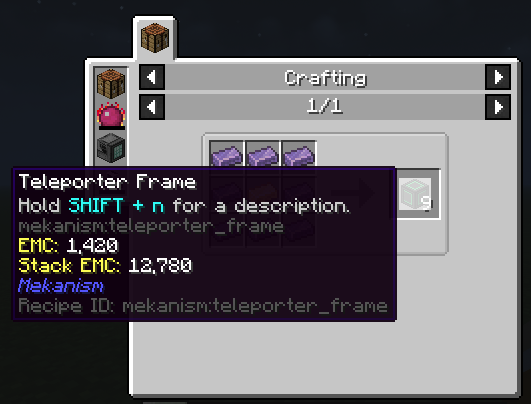 Crafting
1/1
9
Teleporter Frame
Hold SHIFT + n for a description.
mekanism:teleporter_frame
EMC: 1,420
Stack EMC: 12,780
Mekanism
Recipe ID: mekanism:teleporter_frame